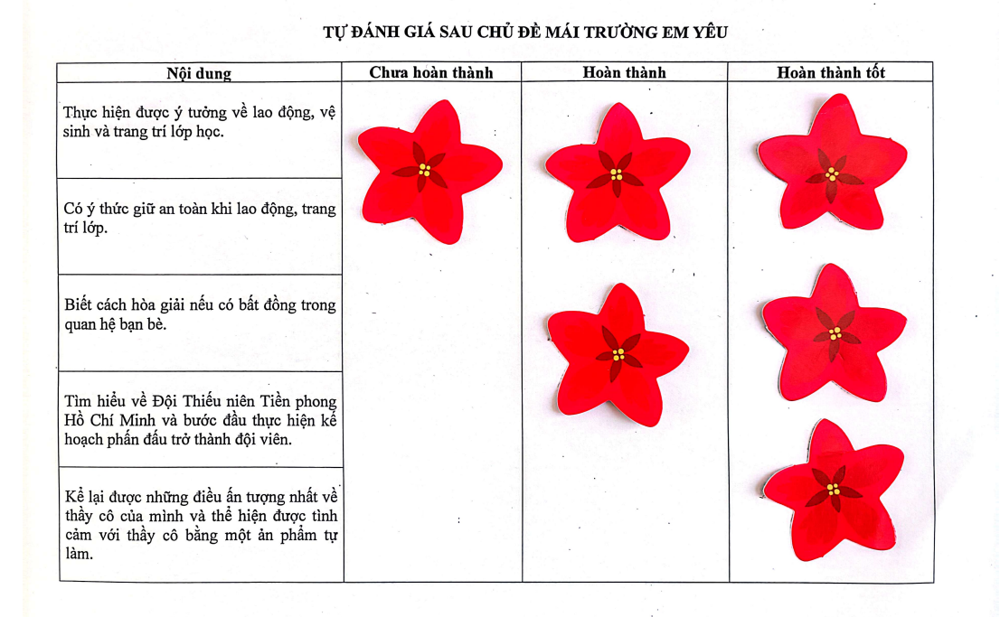 TỰ ĐÁNH GIÁ SAU CHỦ ĐỀ MÁI TRƯỜNG EM YÊU
Nội dung
Chưa hoàn thành
Hoàn thành
Hoàn thành tốt
Thực hiện được ý tưởng về lao động, vệ
sinh và trang trí lớp học.
Có ý thức giữ an toàn khi lao động, trang
trí lớp.
Biết cách hòa giải nếu có bất đồng trong
quan hệ bạn bè.
Tìm hiểu về Đội Thiếu niên Tiền phong
Hồ Chí Minh và bước đầu thực hiện kế
hoạch phấn đấu trở thành đội viên.
Kể lại được những điều ấn tượng nhất về
thầy cô của mình và thể hiện được tình
cảm với thầy cô bằng một ản phẩm tự
làm.